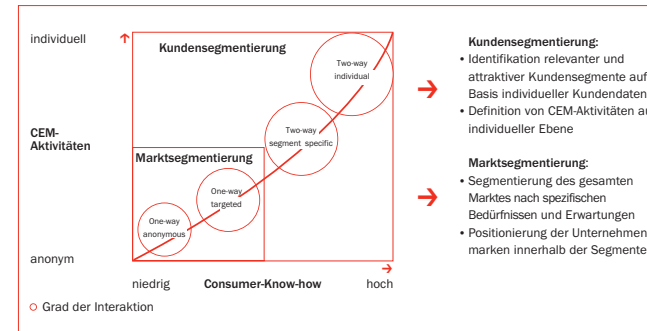 individuell
Kundensegmentierung
Two-way
individual
CEM-
Aktivitäten
Two-way
segment specific
Marktsegmentierung
One-way
targeted
One-way
anonymous
anonym
niedrig
Consumer-Know-how
hoch
Grad der Interaktion
Kundensegmentierung:
• Identifikation relevanter und
attraktiver Kundensegmente auf
Basis individueller Kundendaten
• Definition von CEM-Aktivitäten au
individueller Ebene
Marktsegmentierung:
• Segmentierung des gesamten
Marktes nach spezifischen
Bedürfnissen und Erwartungen
• Positionierung der Unternehmen
marken innerhalb der Segmente